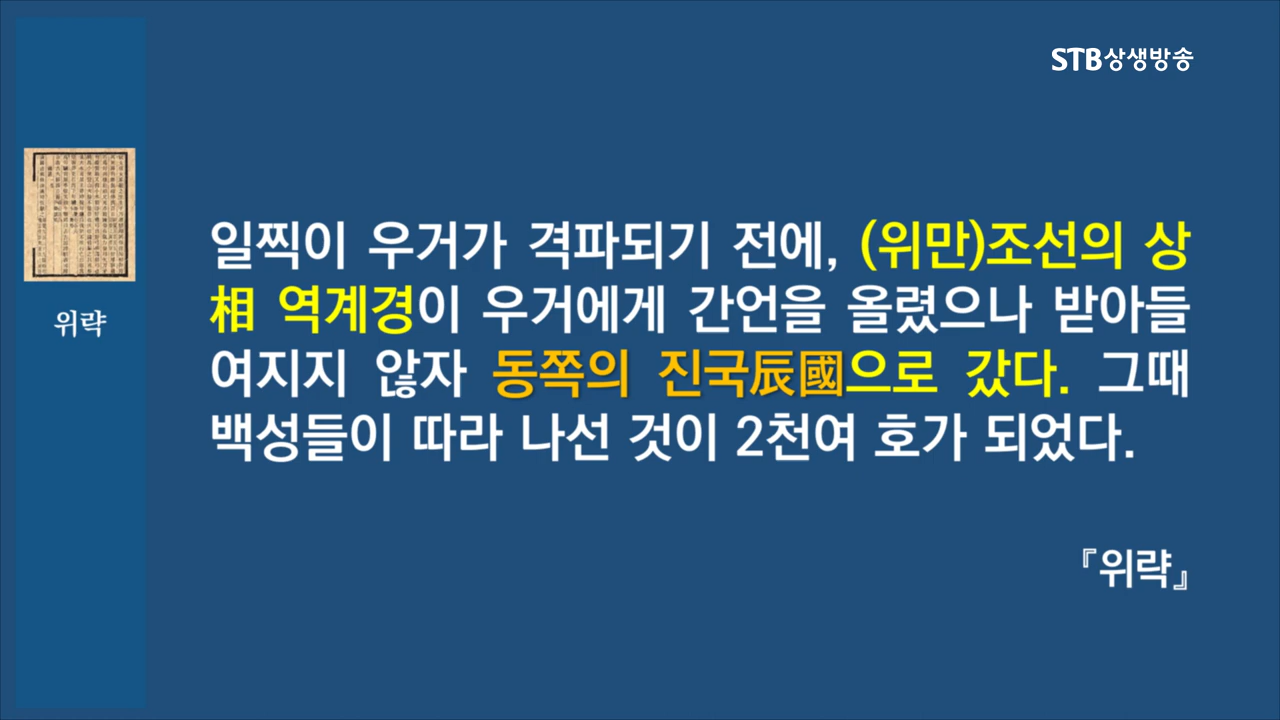 STB상생방송
위략
일찍이 우거가 격파되기 전에, (위만)조선의 상
相 역계경이 우거에게 간언을 올렸으나 받아들
여지지 않자 동쪽의 진국辰國으로 갔다. 그때
백성들이 따라 나선 것이 2천여 호가 되었다.
『위략』